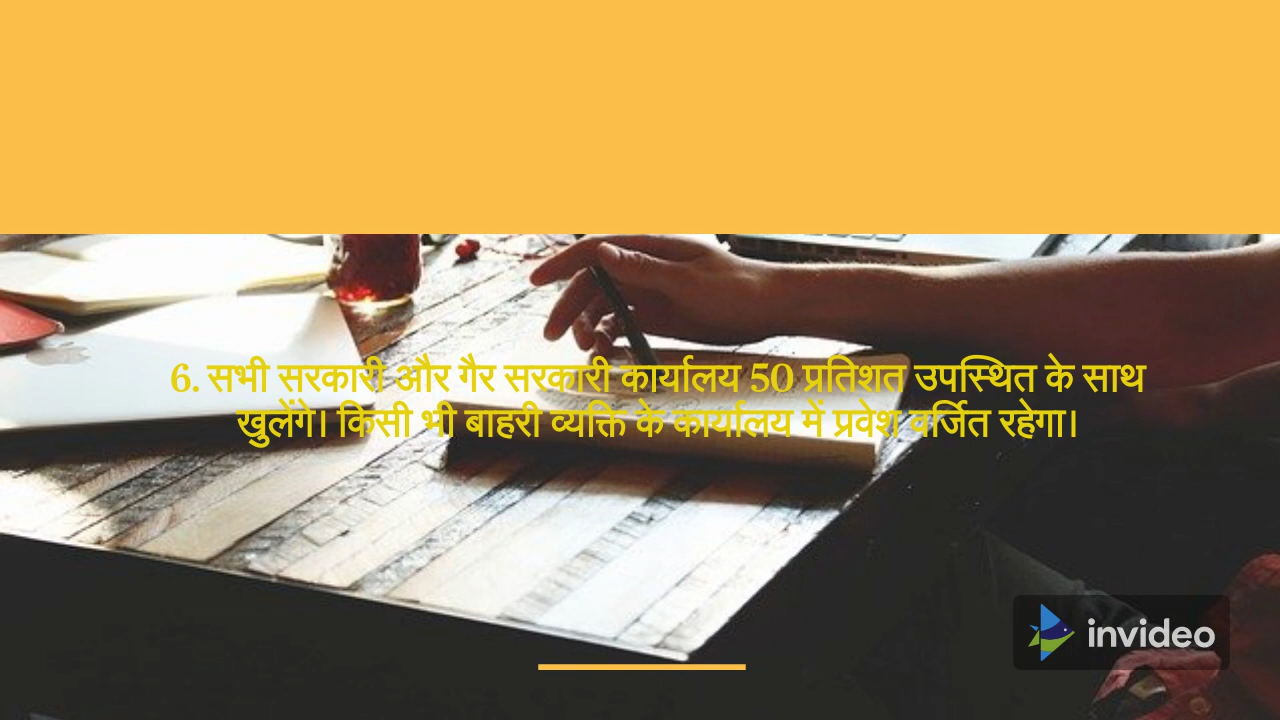 6. सभी सरकारी और गैर सरकारी कार्यालय 50 प्रतिशत उपस्थित के साथ
खुलेंगे। किसी भी बाहरी व्यक्ति के कार्यालय में प्रवेश वर्जित रहेगा।
invideo